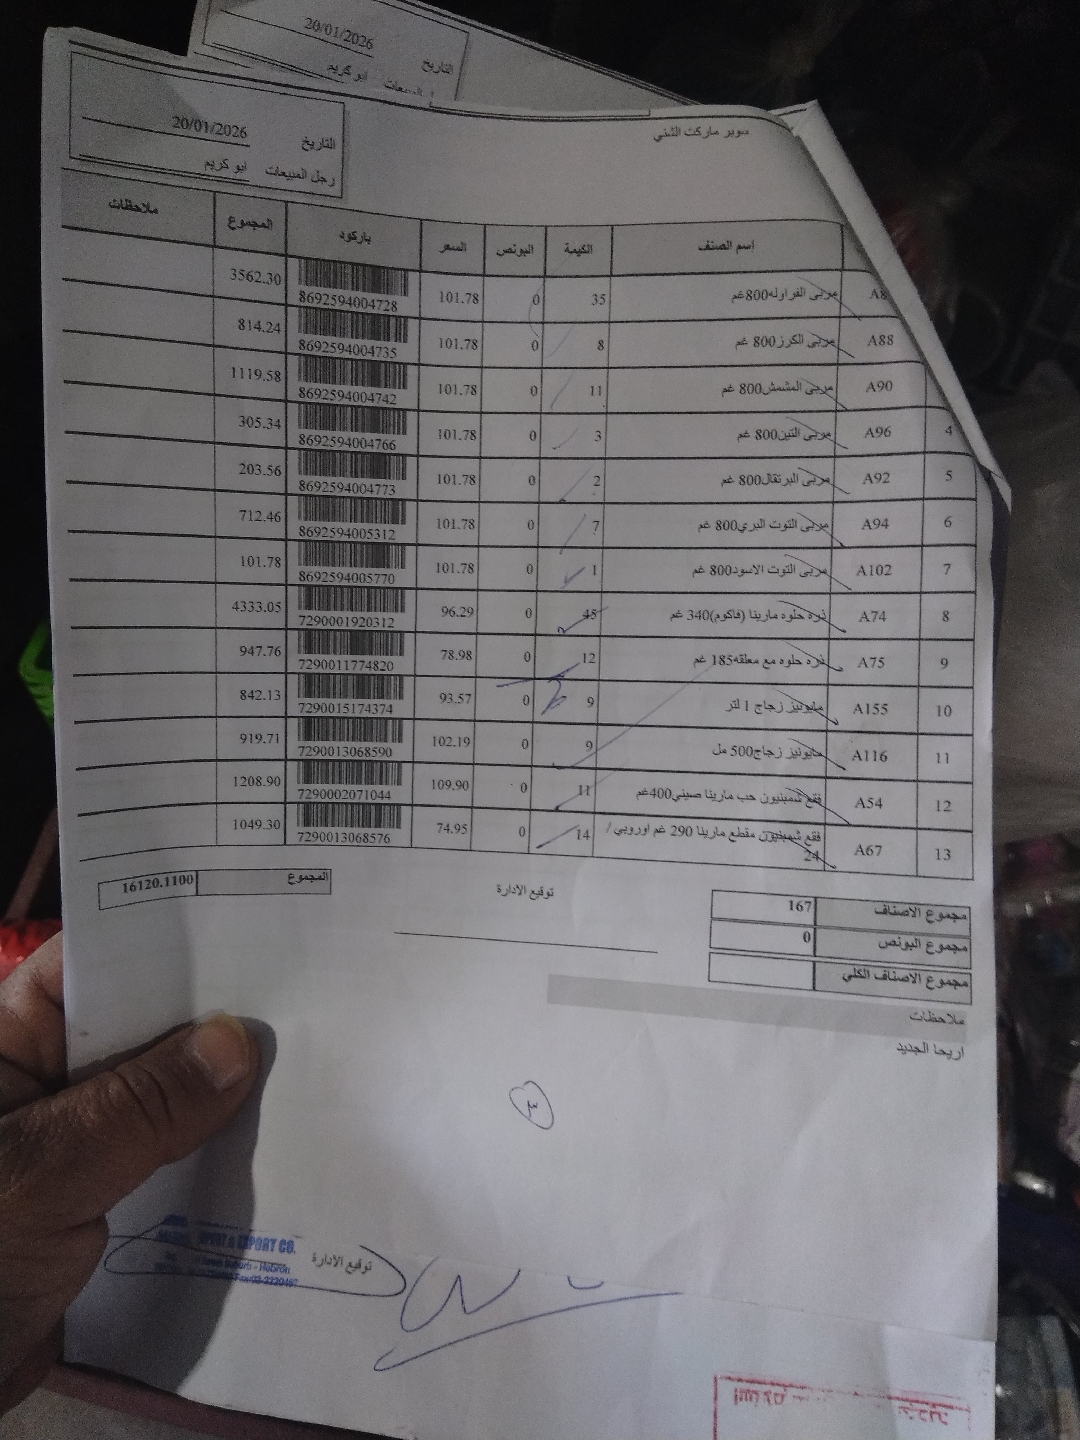 20/01/2026 التاريخ
ابو كريم
سوبر ماركت الثمني
التاريخ 20/01/2026
رجل المبيعات ابو كريم
إسم الصنف الكيمة البونص السعر باركود المجموع ملاحظات
مربى الفراوله800غم 35 0 101.78 8692594004728 3562.30
A88 مربى الكرز800 غم 8 0 101.78 8692594004735 814.24
A90 مربى المشمش800 غم 11 0 101.78 8692594004742 1119.58
4 A96 مربى التين800 غم 3 0 101.78 8692594004766 305.34
5 A92 مربى البرتقال800 غم 2 0 101.78 8692594004773 203.56
6 A94 مربى التوت البري800 غم 7 0 101.78 8692594005312 712.46
7 A102 مربى التوت الاسود800 غم 1 0 101.78 8692594005770 101.78
8 A74 ذره حلوه مارينا (فاكوم)340 غم 45 0 96.29 7290001920312 4333.05
9 A75 ذره حلوه مع معلقه185 غم 12 0 78.98 7290011774820 947.76
10 A155 مايونيز زجاج 1 لتر 9 0 93.57 7290015174374 842.13
11 A116 مايونيز زجاج500 مل 9 0 102.19 7290013068590 919.71
12 A54 فقع شمبنيون حب مارينا صيني400غم 11 0 109.90 7290002071044 1208.90
13 A67 فقع شمبنيون مقطع مارينا 290 غم اوروبي / 24 14 0 74.95 7290013068576 1049.30
المجموع 16120.1100
توقيع الادارة
مجموع الاصناف 167
مجموع البونص 0
مجموع الاصناف الكلي
ملاحظات
اريحا الجديد
٣
توقيع الادارة
EXPORT CO.
Hebron